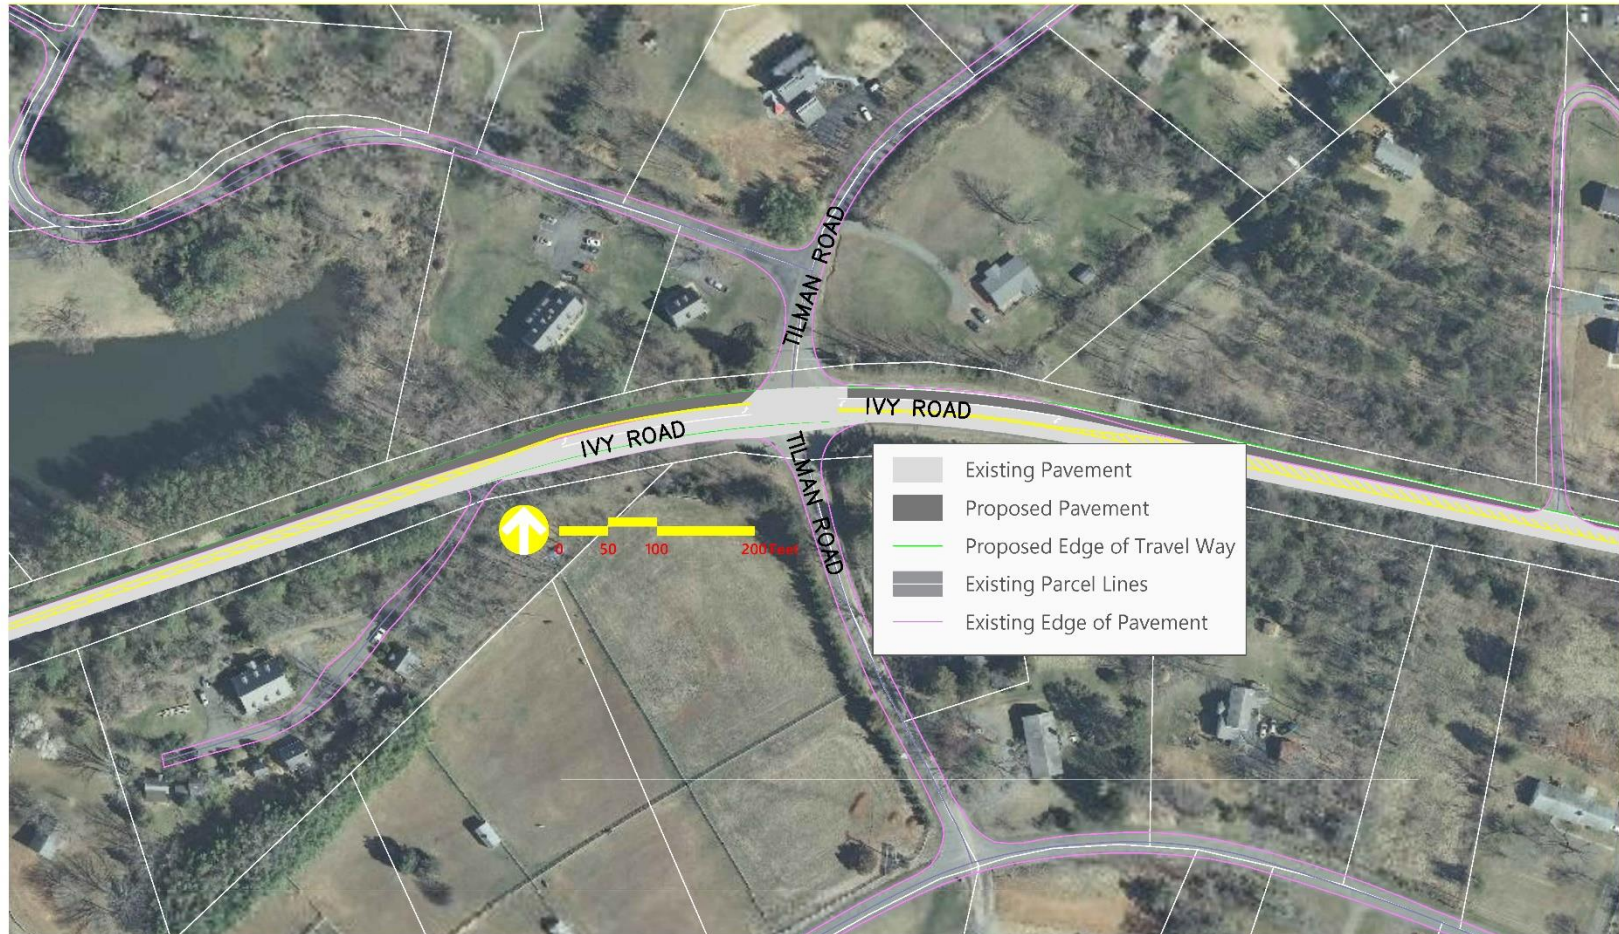 TILMAN ROAD
IVY ROAD
IVY ROAD
TILMAN ROAD
0 50 100 200 Feet
Existing Pavement
Proposed Pavement
Proposed Edge of Travel Way
Existing Parcel Lines
Existing Edge of Pavement